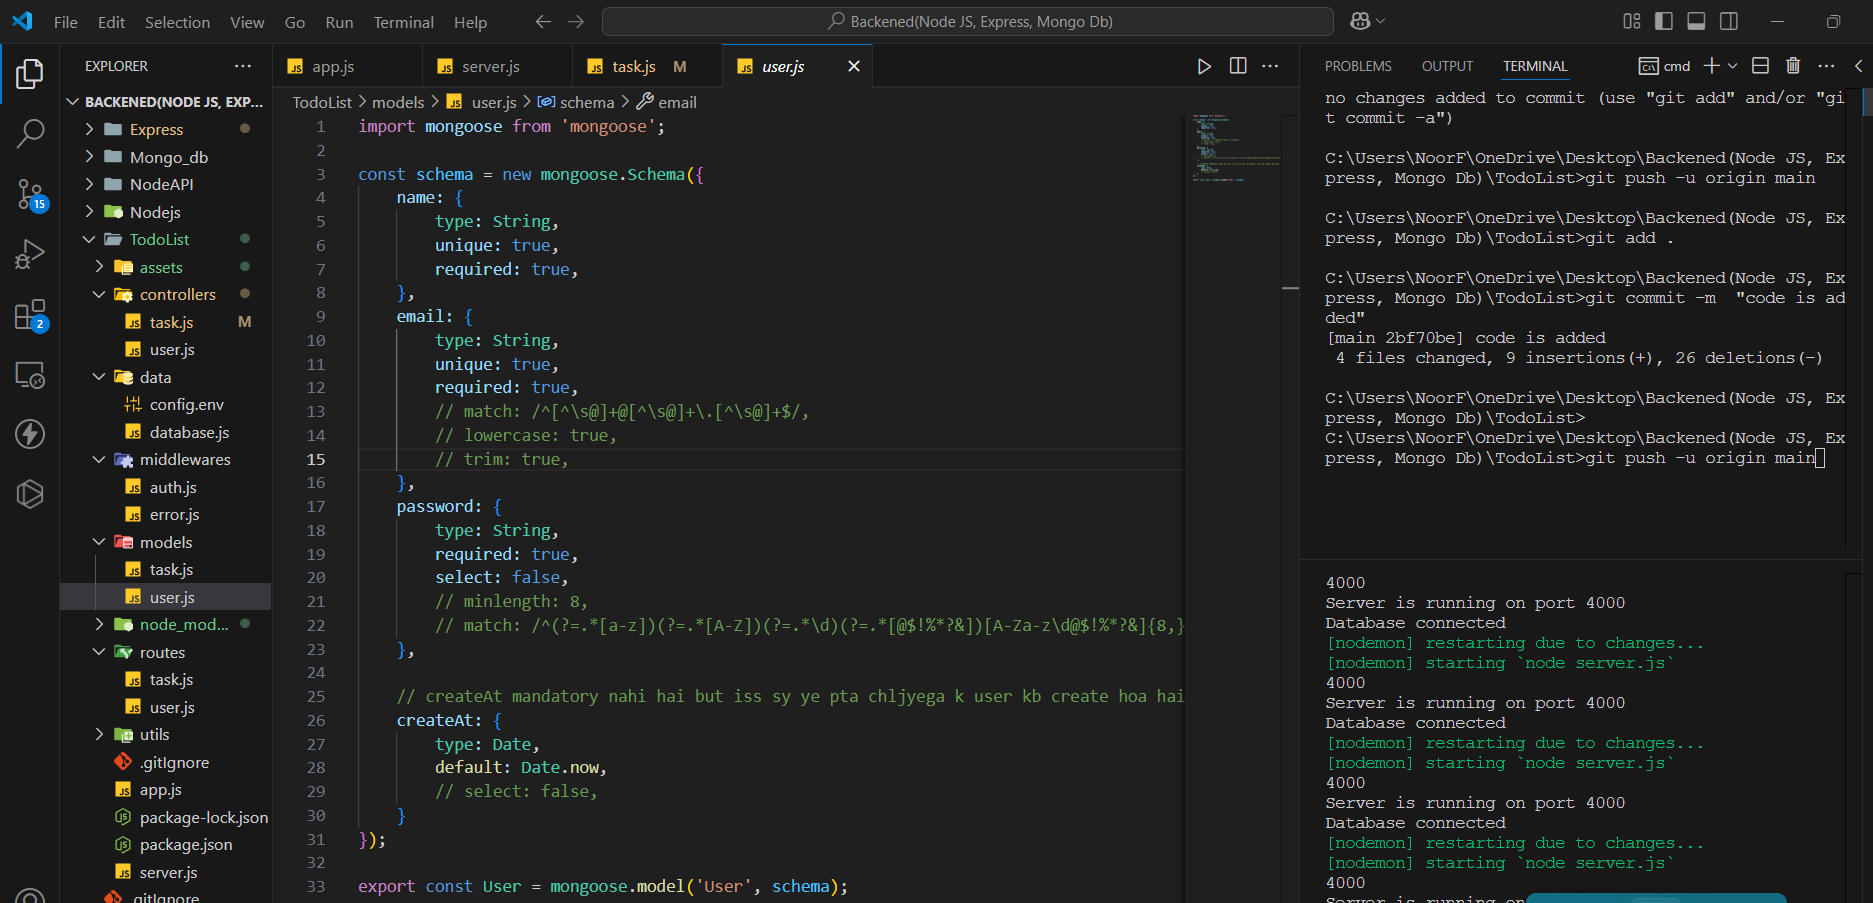 File Edit Selection View Go Run Terminal Help
Backened(Node JS, Express, Mongo Db)
EXPLORER
BACKENED(NODE JS, EXP...
Express
Mongo_db
NodeAPI
Nodejs
TodoList
assets
controllers
task.js M
user.js
data
config.env
database.js
middlewares
auth.js
error.js
models
task.js
user.js
node_mod...
routes
task.js
user.js
utils
.gitIgnore
app.js
package-lock.json
package.json
server.js
.gitIgnore
15
2
app.js
server.js
task.js M
user.js
TodoList > models > user.js > schema > email
1 import mongoose from 'mongoose';
2
3 const schema = new mongoose.Schema({
4 name: {
5 type: String,
6 unique: true,
7 required: true,
8 },
9 email: {
10 type: String,
11 unique: true,
12 required: true,
13 // match: /^[^\s@]+@[^\s@]+\.[^\s@]+$/,
14 // lowercase: true,
15 // trim: true,
16 },
17 password: {
18 type: String,
19 required: true,
20 select: false,
21 // minlength: 8,
22 // match: /^(?=.*[a-z])(?=.*[A-Z])(?=.*\d)(?=.*[@$!%*?&])[A-Za-z\d@$!%*?&]{8,}
23 },
24
25 // createAt mandatory nahi hai but iss sy ye pta chljyega k user kb create hoa hai
26 createAt: {
27 type: Date,
28 default: Date.now,
29 // select: false,
30 }
31 });
32
33 export const User = mongoose.model('User', schema);
PROBLEMS OUTPUT TERMINAL
cmd
no changes added to commit (use "git add" and/or "gi
t commit -a")
C:\Users\NoorF\OneDrive\Desktop\Backened(Node JS, Ex
press, Mongo Db)\TodoList>git push -u origin main
C:\Users\NoorF\OneDrive\Desktop\Backened(Node JS, Ex
press, Mongo Db)\TodoList>git add .
C:\Users\NoorF\OneDrive\Desktop\Backened(Node JS, Ex
press, Mongo Db)\TodoList>git commit -m  "code is ad
ded"
[main 2bf70be] code is added
4 files changed, 9 insertions(+), 26 deletions(-)
C:\Users\NoorF\OneDrive\Desktop\Backened(Node JS, Ex
press, Mongo Db)\TodoList>
C:\Users\NoorF\OneDrive\Desktop\Backened(Node JS, Ex
press, Mongo Db)\TodoList>git push -u origin main
4000
Server is running on port 4000
Database connected
[nodemon] restarting due to changes...
[nodemon] starting `node server.js`
4000
Server is running on port 4000
Database connected
[nodemon] restarting due to changes...
[nodemon] starting `node server.js`
4000
Server is running on port 4000
Database connected
[nodemon] restarting due to changes...
[nodemon] starting `node server.js`
4000
Server is running on